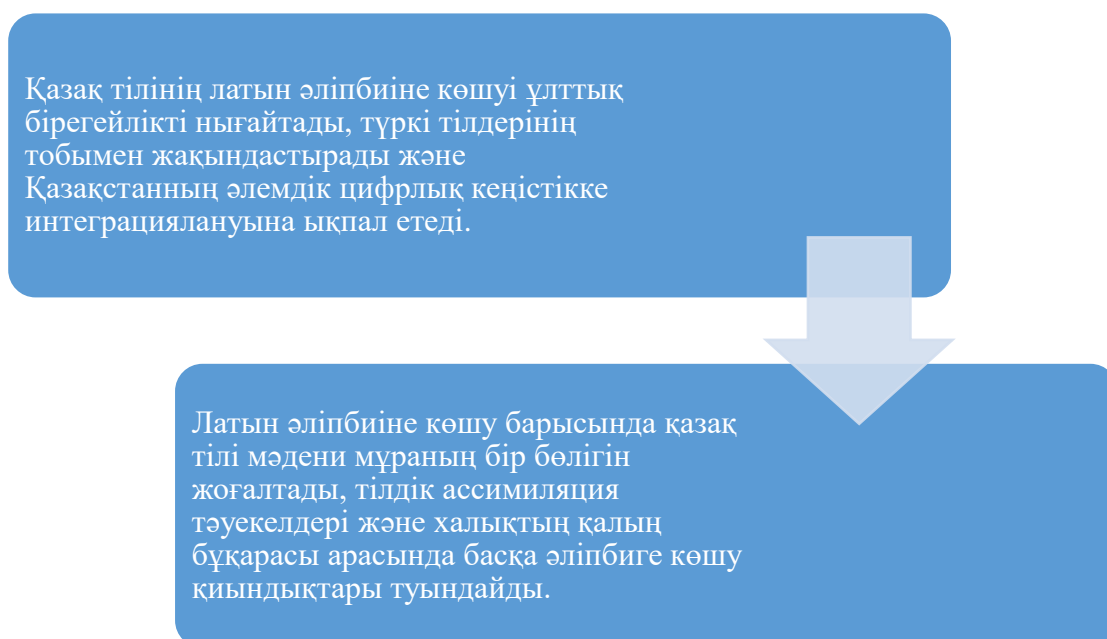 Қазақ тілінің латын әліпбиіне көшуі ұлттық
бірегейлікті нығайтады, түркі тілдерінің
тобымен жақындастырады және
Қазақстанның әлемдік цифрлық кеңістікке
интеграциялануына ықпал етеді.
Латын әліпбиіне көшу барысында қазақ
тілі мәдени мұраның бір бөлігін
жоғалтады, тілдік ассимиляция
тәуекелдері және халықтың қалың
бұқарасы арасында басқа әліпбиге көшу
қиындықтары туындайды.